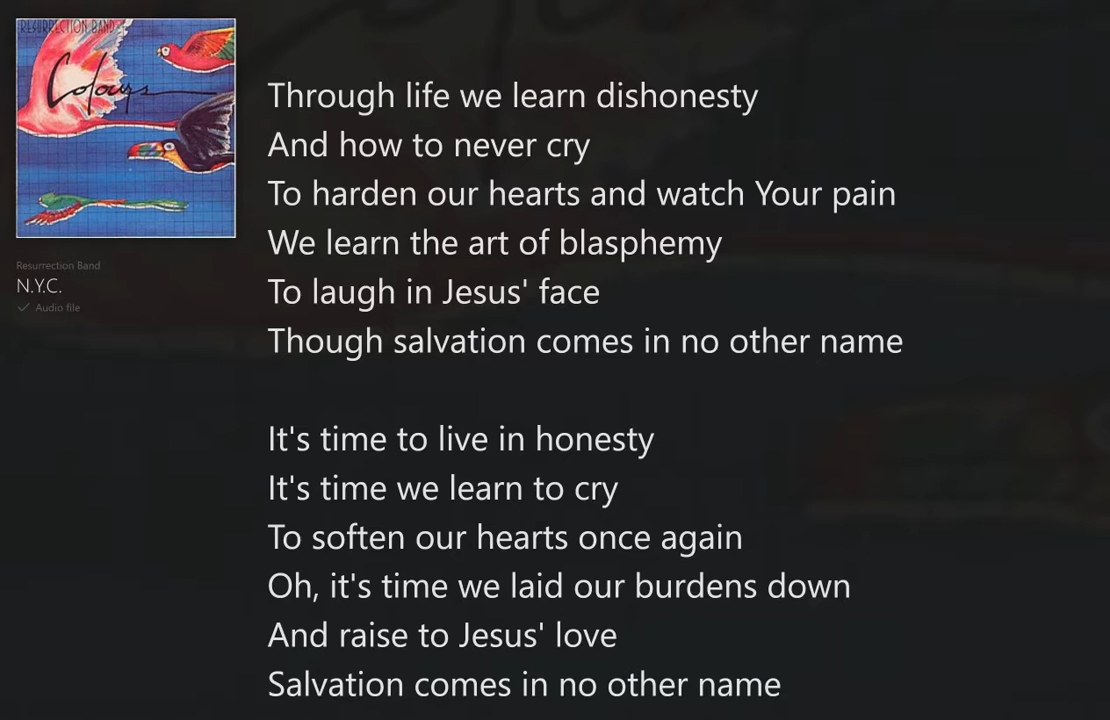 RESURRECTION BAND
Colours
Resurrection Band
N.Y.C.
Audio file
Through life we learn dishonesty
And how to never cry
To harden our hearts and watch Your pain
We learn the art of blasphemy
To laugh in Jesus' face
Though salvation comes in no other name
It's time to live in honesty
It's time we learn to cry
To soften our hearts once again
Oh, it's time we laid our burdens down
And raise to Jesus' love
Salvation comes in no other name